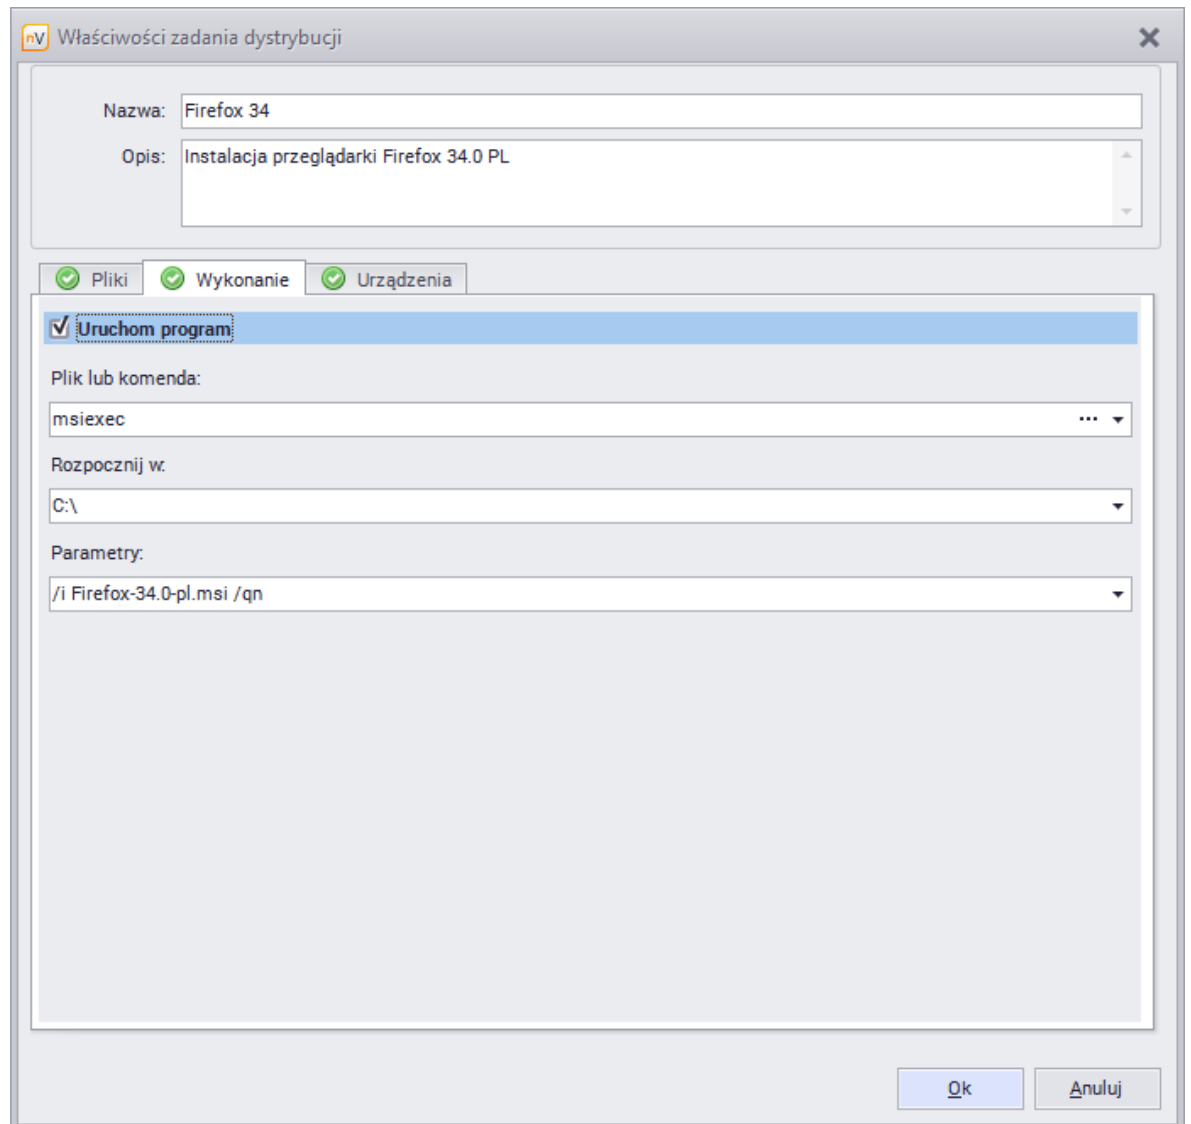 nV Właściwości zadania dystrybucji
Nazwa: Firefox 34
Opis: Instalacja przeglądarki Firefox 34.0 PL
Pliki Wykonanie Urządzenia
Uruchom program
Plik lub komenda:
msiexec
Rozpocznij w:
C:\
Parametry:
/i Firefox-34.0-pl.msi /qn
Ok Anuluj